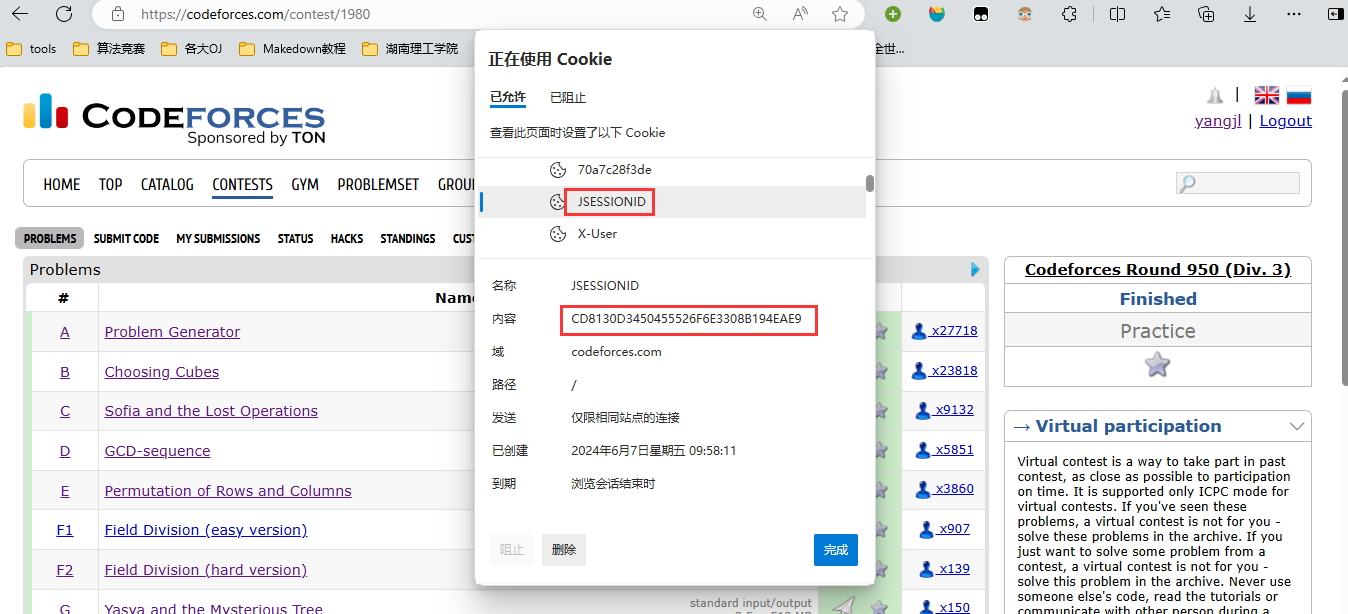 https://codeforces.com/contest/1980
tools
算法竞赛
各大OJ
Makedown教程
湖南理工学院
全世...
CODEFORCES
Sponsored by TON
yangjl | Logout
HOME TOP CATALOG CONTESTS GYM PROBLEMSET GROU
PROBLEMS SUBMIT CODE MY SUBMISSIONS STATUS HACKS STANDINGS CUST
Problems
# Name
A Problem Generator x27718
B Choosing Cubes x23818
C Sofia and the Lost Operations x9132
D GCD-sequence x5851
E Permutation of Rows and Columns x3860
F1 Field Division (easy version) x907
F2 Field Division (hard version) x139
G Yasya and the Mysterious Tree x150
standard input/output
正在使用 Cookie
已允许 已阻止
查看此页面时设置了以下 Cookie
70a7c28f3de
JSESSIONID
X-User
名称 JSESSIONID
内容 CD8130D3450455526F6E3308B194EAE9
域 codeforces.com
路径 /
发送 仅限相同站点的连接
已创建 2024年6月7日星期五 09:58:11
到期 浏览会话结束时
阻止 删除 完成
Codeforces Round 950 (Div. 3)
Finished
Practice
→ Virtual participation
Virtual contest is a way to take part in past
contest, as close as possible to participation
on time. It is supported only ICPC mode for
virtual contests. If you've seen these
problems, a virtual contest is not for you -
solve these problems in the archive. If you
just want to solve some problem from a
contest, a virtual contest is not for you -
solve this problem in the archive. Never use
someone else's code, read the tutorials or
communicate with other person during a